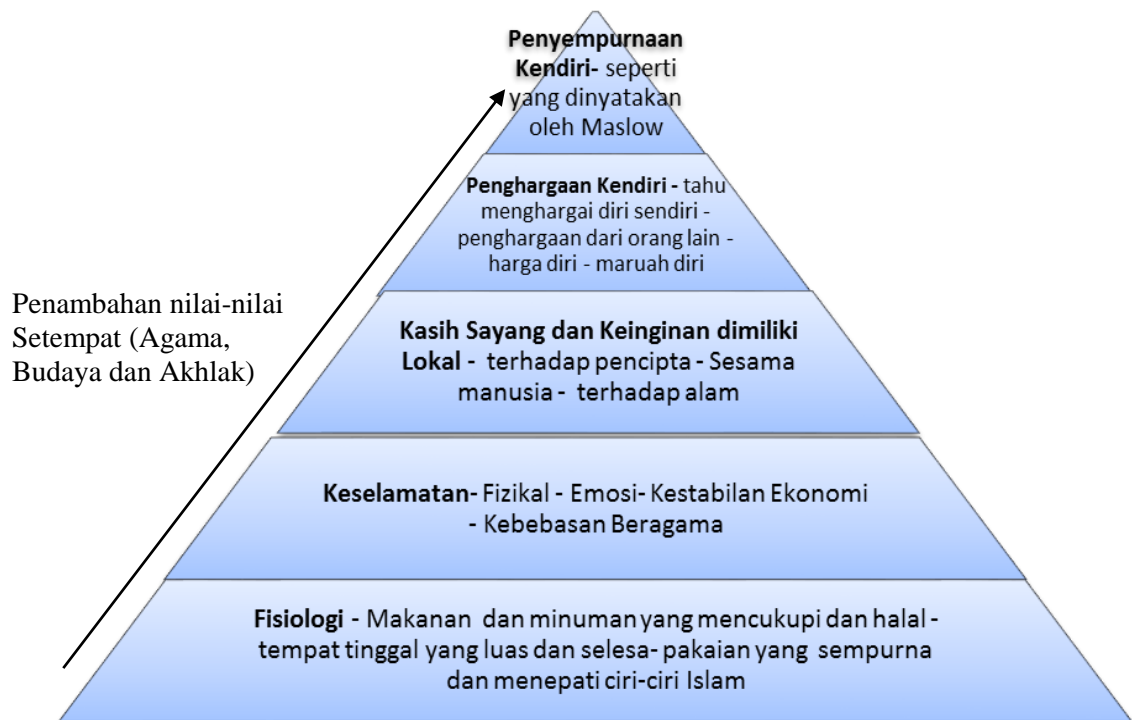 Penyempurnaan
Kendiri- seperti
yang dinyatakan
oleh Maslow
Penghargaan Kendiri - tahu
menghargai diri sendiri -
penghargaan dari orang lain -
harga diri - maruah diri
Penambahan nilai-nilai
Setempat (Agama,
Budaya dan Akhlak)
Kasih Sayang dan Keinginan dimiliki
Lokal - terhadap pencipta - Sesama
manusia - terhadap alam
Keselamatan- Fizikal - Emosi- Kestabilan Ekonomi
- Kebebasan Beragama
Fisiologi - Makanan dan minuman yang mencukupi dan halal -
tempat tinggal yang luas dan selesa- pakaian yang sempurna
dan menepati ciri-ciri Islam